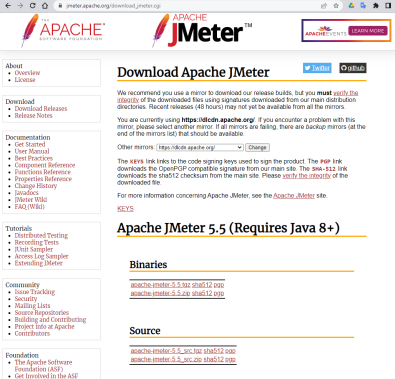 jmeter.apache.org/download_jmeter.cgi
THE
APACHE
SOFTWARE FOUNDATION
APACHE
JMeter™
APACHEEVENTS LEARN MORE
About
Overview
License
Download
Download Releases
Release Notes
Documentation
Get Started
User Manual
Best Practices
Component Reference
Functions Reference
Properties Reference
Change History
Javadocs
JMeter Wiki
FAQ (Wiki)
Tutorials
Distributed Testing
Recording Tests
JUnit Sampler
Access Log Sampler
Extending JMeter
Community
Issue Tracking
Security
Mailing Lists
Source Repositories
Building and Contributing
Project info at Apache
Contributors
Foundation
The Apache Software
Foundation (ASF)
Get Involved in the ASF
Twitter github
Download Apache JMeter
We recommend you use a mirror to download our release builds, but you must verify the
integrity of the downloaded files using signatures downloaded from our main distribution
directories. Recent releases (48 hours) may not yet be available from all the mirrors.
You are currently using https://dlcdn.apache.org/. If you encounter a problem with this
mirror, please select another mirror. If all mirrors are failing, there are backup mirrors (at the
end of the mirrors list) that should be available.
Other mirrors: https://dlcdn.apache.org/ Change
The KEYS link links to the code signing keys used to sign the product. The PGP link
downloads the OpenPGP compatible signature from our main site. The SHA-512 link
downloads the sha512 checksum from the main site. Please verify the integrity of the
downloaded file.
For more information concerning Apache JMeter, see the Apache JMeter site.
KEYS
Apache JMeter 5.5 (Requires Java 8+)
Binaries
apache-jmeter-5.5.tgz sha512 pgp
apache-jmeter-5.5.zip sha512 pgp
Source
apache-jmeter-5.5_src.tgz sha512 pgp
apache-jmeter-5.5_src.zip sha512 pgp